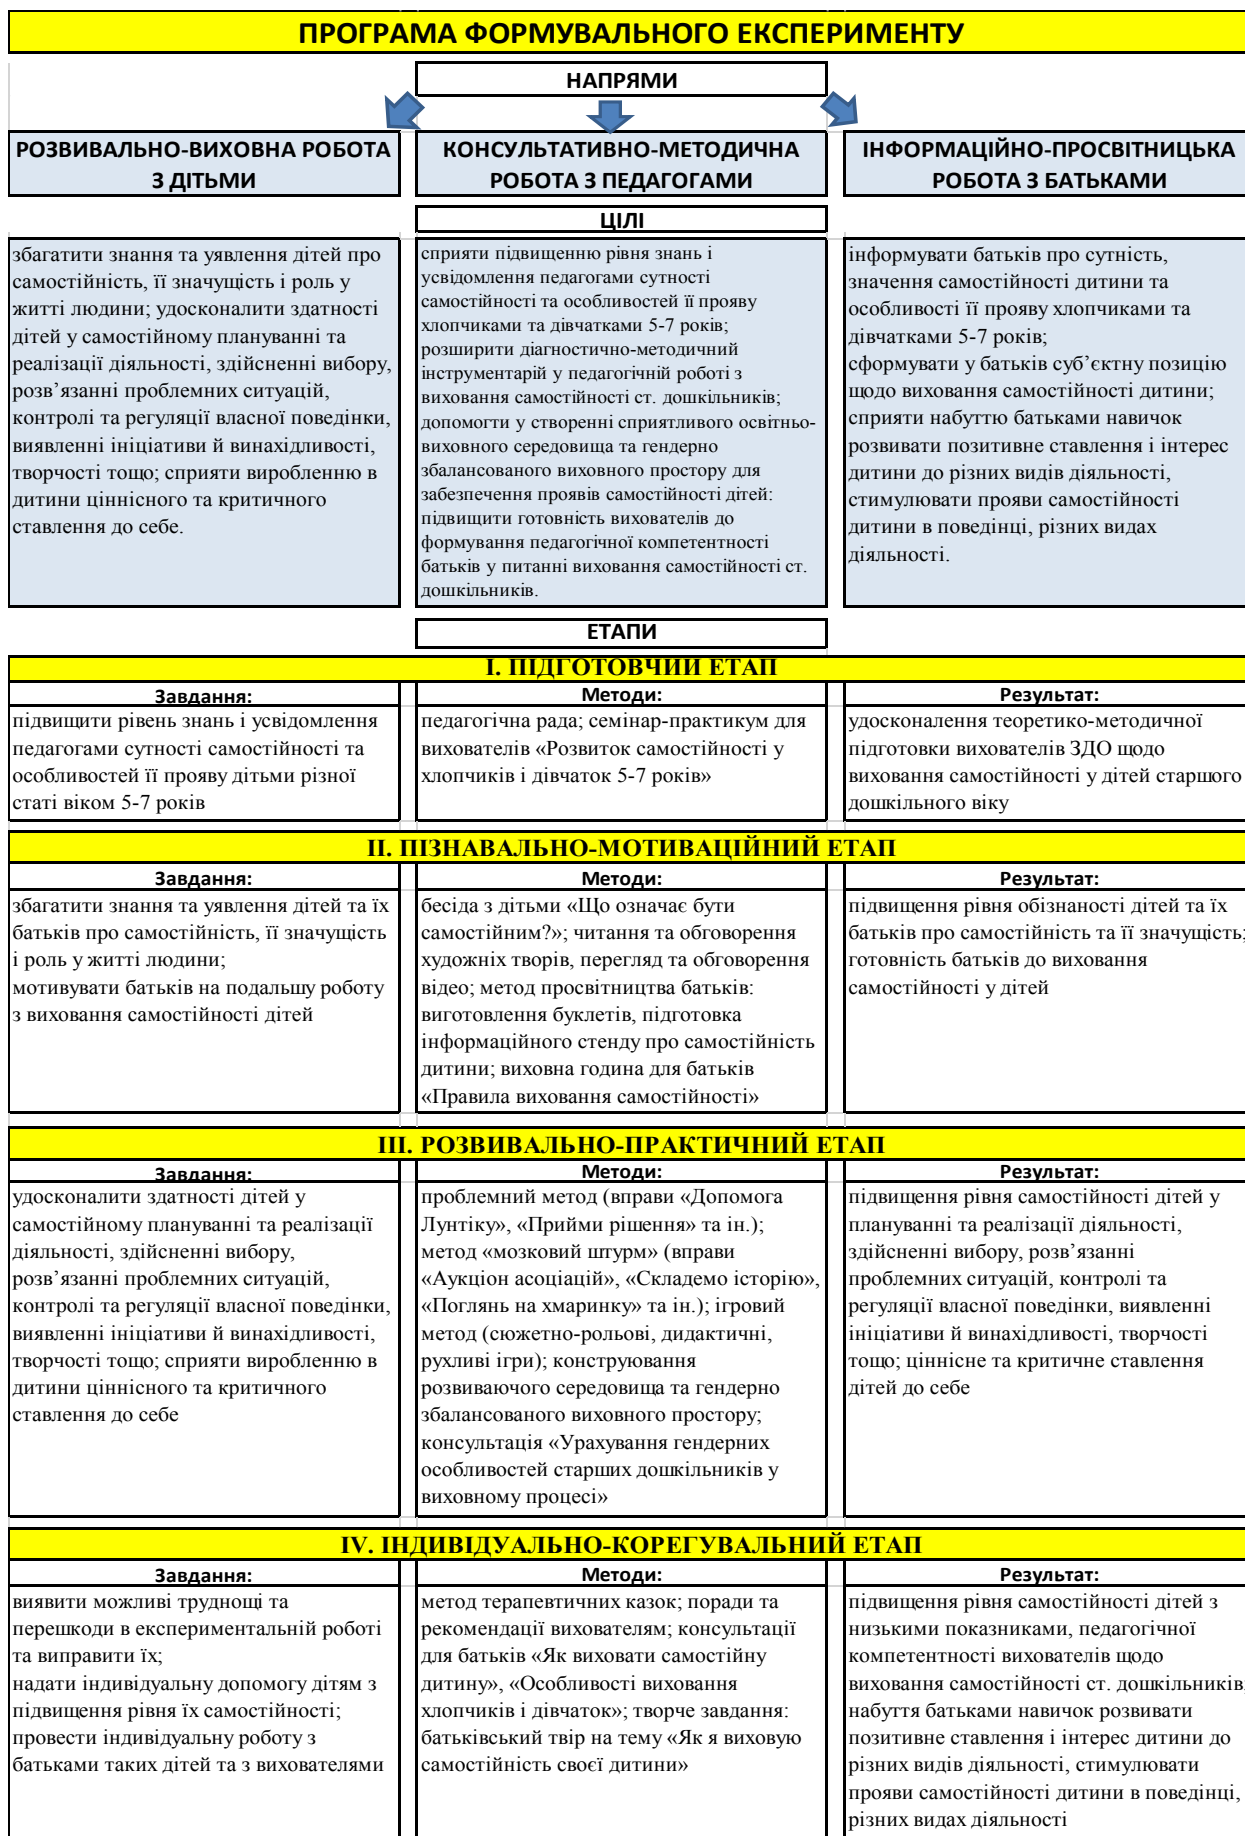 ПРОГРАМА ФОРМУВАЛЬНОГО ЕКСПЕРИМЕНТУ
НАПРЯМИ
РОЗВИВАЛЬНО-ВИХОВНА РОБОТА
З ДІТЬМИ
КОНСУЛЬТАТИВНО-МЕТОДИЧНА
РОБОТА З ПЕДАГОГАМИ
ІНФОРМАЦІЙНО-ПРОСВІТНИЦЬКА
РОБОТА З БАТЬКАМИ
ЦІЛІ
збагатити знання та уявлення дітей про
самостійність, її значущість і роль у
житті людини; удосконалити здатності
дітей у самостійному плануванні та
реалізації діяльності, здійсненні вибору,
розв’язанні проблемних ситуацій,
контролі та регуляції власної поведінки,
виявленні ініціативи й винахідливості,
творчості тощо; сприяти виробленню в
дитини ціннісного та критичного
ставлення до себе.
сприяти підвищенню рівня знань і
усвідомлення педагогами сутності
самостійності та особливостей її прояву
хлопчиками та дівчатками 5-7 років;
розширити діагностично-методичний
інструментарій у педагогічній роботі з
виховання самостійності ст. дошкільників;
допомогти у створенні сприятливого освітньо-
виховного середовища та гендерно
збалансованого виховного простору для
забезпечення проявів самостійності дітей:
підвищити готовність вихователів до
формування педагогічної компетентності
батьків у питанні виховання самостійності ст.
дошкільників.
інформувати батьків про сутність,
значення самостійності дитини та
особливості її прояву хлопчиками та
дівчатками 5-7 років;
сформувати у батьків суб’єктну позицію
щодо виховання самостійності дитини;
сприяти набуттю батьками навичок
розвивати позитивне ставлення і інтерес
дитини до різних видів діяльності,
стимулювати прояви самостійності
дитини в поведінці, різних видах
діяльності.
ЕТАПИ
І. ПІДГОТОВЧИЙ ЕТАП
Завдання:
підвищити рівень знань і усвідомлення
педагогами сутності самостійності та
особливостей її прояву дітьми різної
статі віком 5-7 років
Методи:
педагогічна рада; семінар-практикум для
вихователів «Розвиток самостійності у
хлопчиків і дівчаток 5-7 років»
Результат:
удосконалення теоретико-методичної
підготовки вихователів ЗДО щодо
виховання самостійності у дітей старшого
дошкільного віку
ІІ. ПІЗНАВАЛЬНО-МОТИВАЦІЙНИЙ ЕТАП
Завдання:
збагатити знання та уявлення дітей та їх
батьків про самостійність, її значущість
і роль у житті людини;
мотивувати батьків на подальшу роботу
з виховання самостійності дітей
Методи:
бесіда з дітьми «Що означає бути
самостійним?»; читання та обговорення
художніх творів, перегляд та обговорення
відео; метод просвітництва батьків:
виготовлення буклетів, підготовка
інформаційного стенду про самостійність
дитини; виховна година для батьків
«Правила виховання самостійності»
Результат:
підвищення рівня обізнаності дітей та їх
батьків про самостійність та її значущість;
готовність батьків до виховання
самостійності у дітей
ІІІ. РОЗВИВАЛЬНО-ПРАКТИЧНИЙ ЕТАП
Завдання:
удосконалити здатності дітей у
самостійному плануванні та реалізації
діяльності, здійсненні вибору,
розв’язанні проблемних ситуацій,
контролі та регуляції власної поведінки,
виявленні ініціативи й винахідливості,
творчості тощо; сприяти виробленню в
дитини ціннісного та критичного
ставлення до себе
Методи:
проблемний метод (вправи «Допомога
Лунтіку», «Прийми рішення» та ін.);
метод «мозковий штурм» (вправи
«Аукціон асоціацій», «Складемо історію»,
«Поглянь на хмаринку» та ін.); ігровий
метод (сюжетно-рольові, дидактичні,
рухливі ігри); конструювання
розвиваючого середовища та гендерно
збалансованого виховного простору;
консультація «Урахування гендерних
особливостей старших дошкільників у
виховному процесі»
Результат:
підвищення рівня самостійності дітей у
плануванні та реалізації діяльності,
здійсненні вибору, розв’язанні
проблемних ситуацій, контролі та
регуляції власної поведінки, виявленні
ініціативи й винахідливості, творчості
тощо; ціннісне та критичне ставлення
дітей до себе
IV. ІНДИВІДУАЛЬНО-КОРЕГУВАЛЬНИЙ ЕТАП
Завдання:
виявити можливі труднощі та
перешкоди в експериментальній роботі
та виправити їх;
надати індивідуальну допомогу дітям з
підвищення рівня їх самостійності;
провести індивідуальну роботу з
батьками таких дітей та з вихователями
Методи:
метод терапевтичних казок; поради та
рекомендації вихователям; консультації
для батьків «Як виховати самостійну
дитину», «Особливості виховання
хлопчиків і дівчаток»; творче завдання:
батьківський твір на тему «Як я виховую
самостійність своєї дитини»
Результат:
підвищення рівня самостійності дітей з
низькими показниками, педагогічної
компетентності вихователів щодо
виховання самостійності ст. дошкільників,
набуття батьками навичок розвивати
позитивне ставлення і інтерес дитини до
різних видів діяльності, стимулювати
прояви самостійності дитини в поведінці,
різних видах діяльності